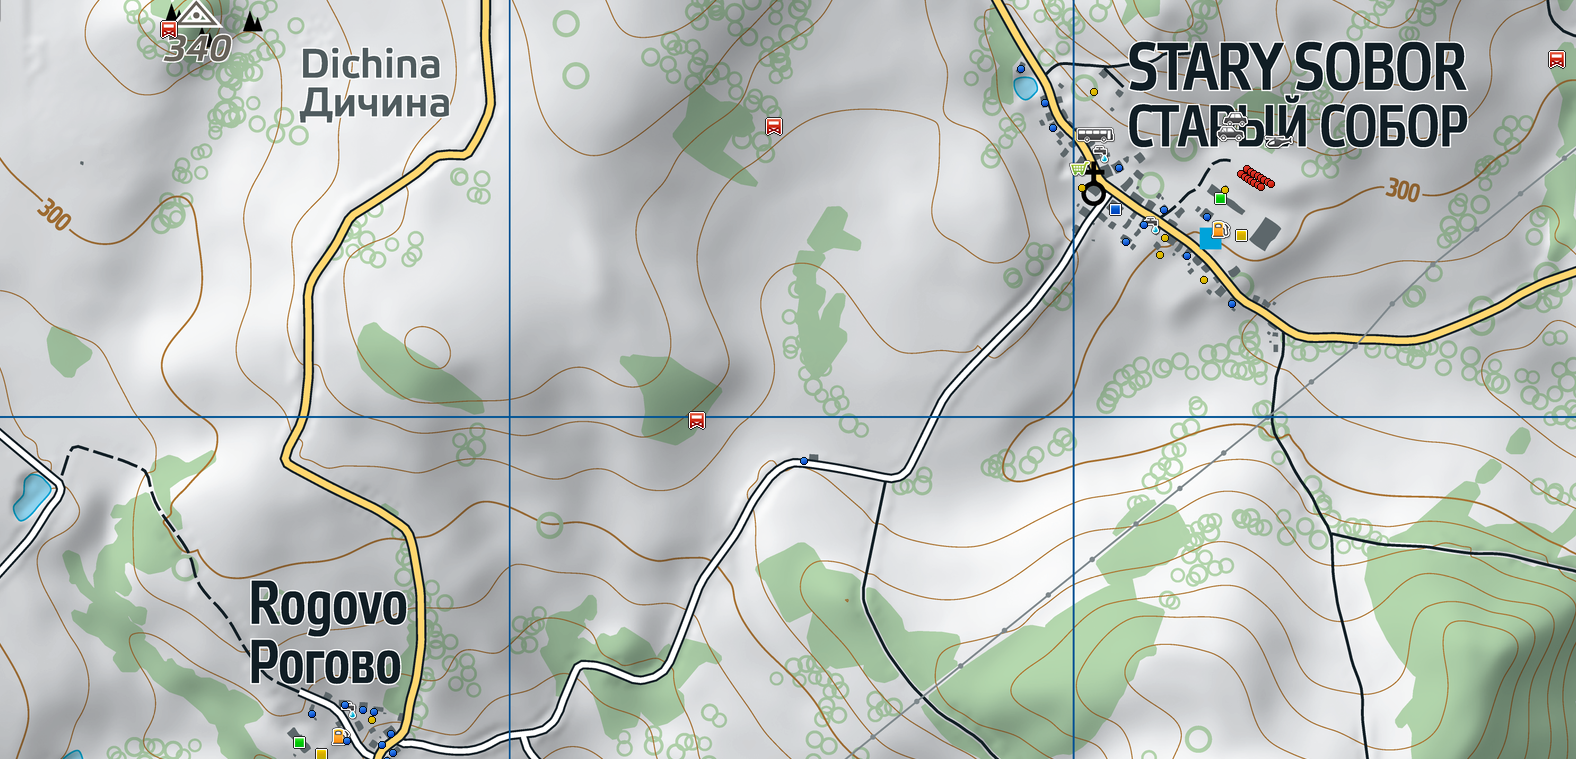 340
Dichina
Дичина
STARY SOBOR
СТАРЫЙ СОБОР
300
300
Rogovo
Рогово